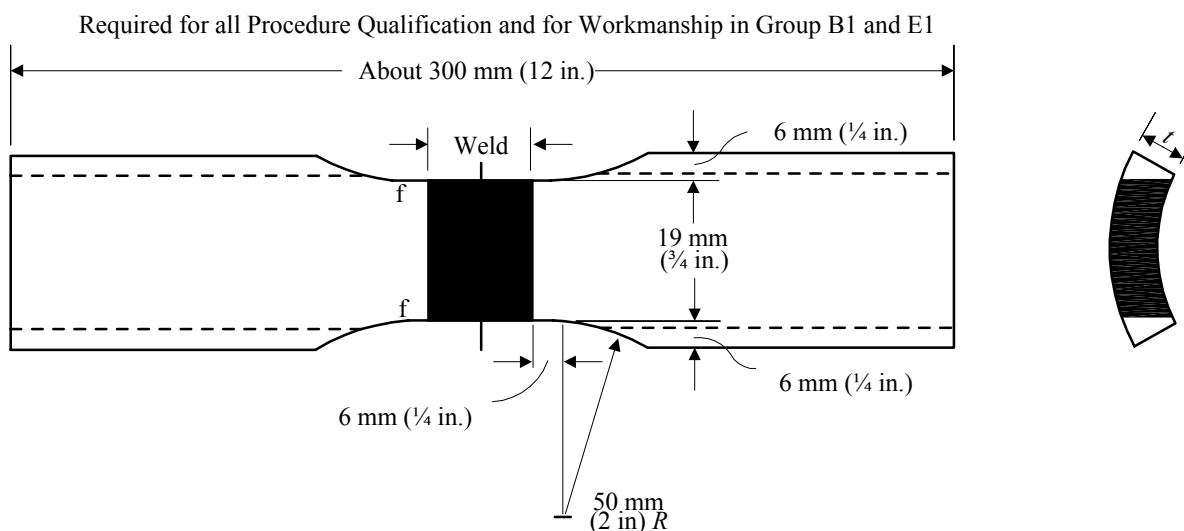 Required for all Procedure Qualification and for Workmanship in Group B1 and E1
About 300 mm (12 in.)
Weld
6 mm (¼ in.)
t
f
19 mm
(¾ in.)
f
6 mm (¼ in.)
6 mm (¼ in.)
50 mm
(2 in) R